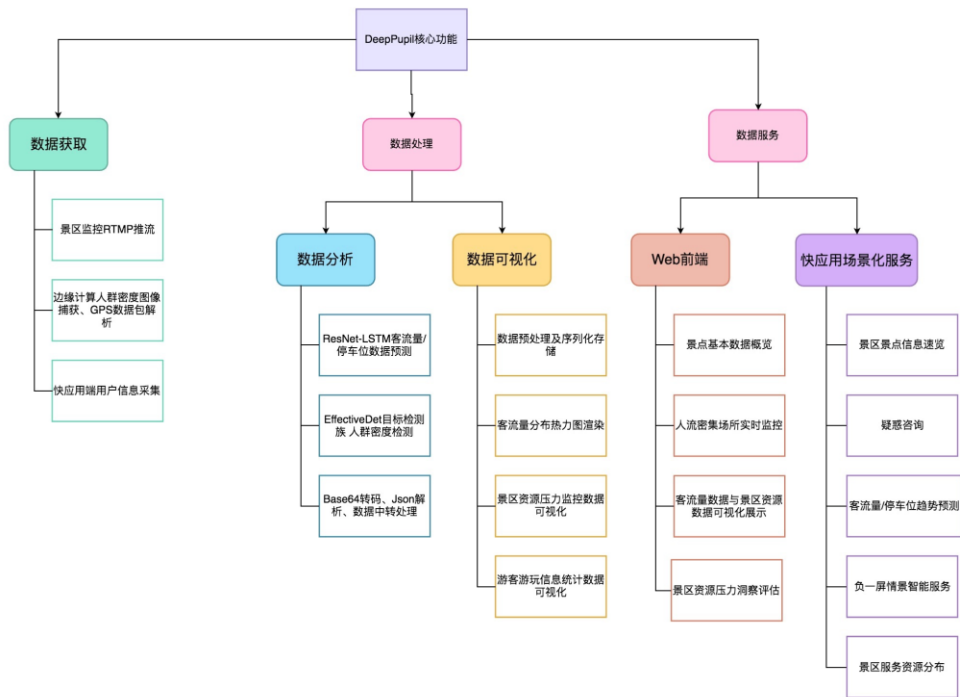 DeepPupil核心功能
数据获取
数据处理
数据服务
景区监控RTMP推流
边缘计算人群密度图像
捕获、GPS数据包解
析
快应用端用户信息采集
数据分析
数据可视化
Web前端
快应用场景化服务
ResNet-LSTM客流量/
停车位数据预测
EffectiveDet目标检测
族 人群密度检测
Base64转码、Json解
析、数据中转处理
数据预处理及序列化存
储
客流量分布热力图渲染
景区资源压力监控数据
可视化
游客游玩信息统计数据
可视化
景点基本数据概览
人流密集场所实时监控
客流量数据与景区资源
数据可视化展示
景区资源压力洞察评估
景区景点信息速览
疑惑咨询
客流量/停车位趋势预测
负一屏情景智能服务
景区服务资源分布